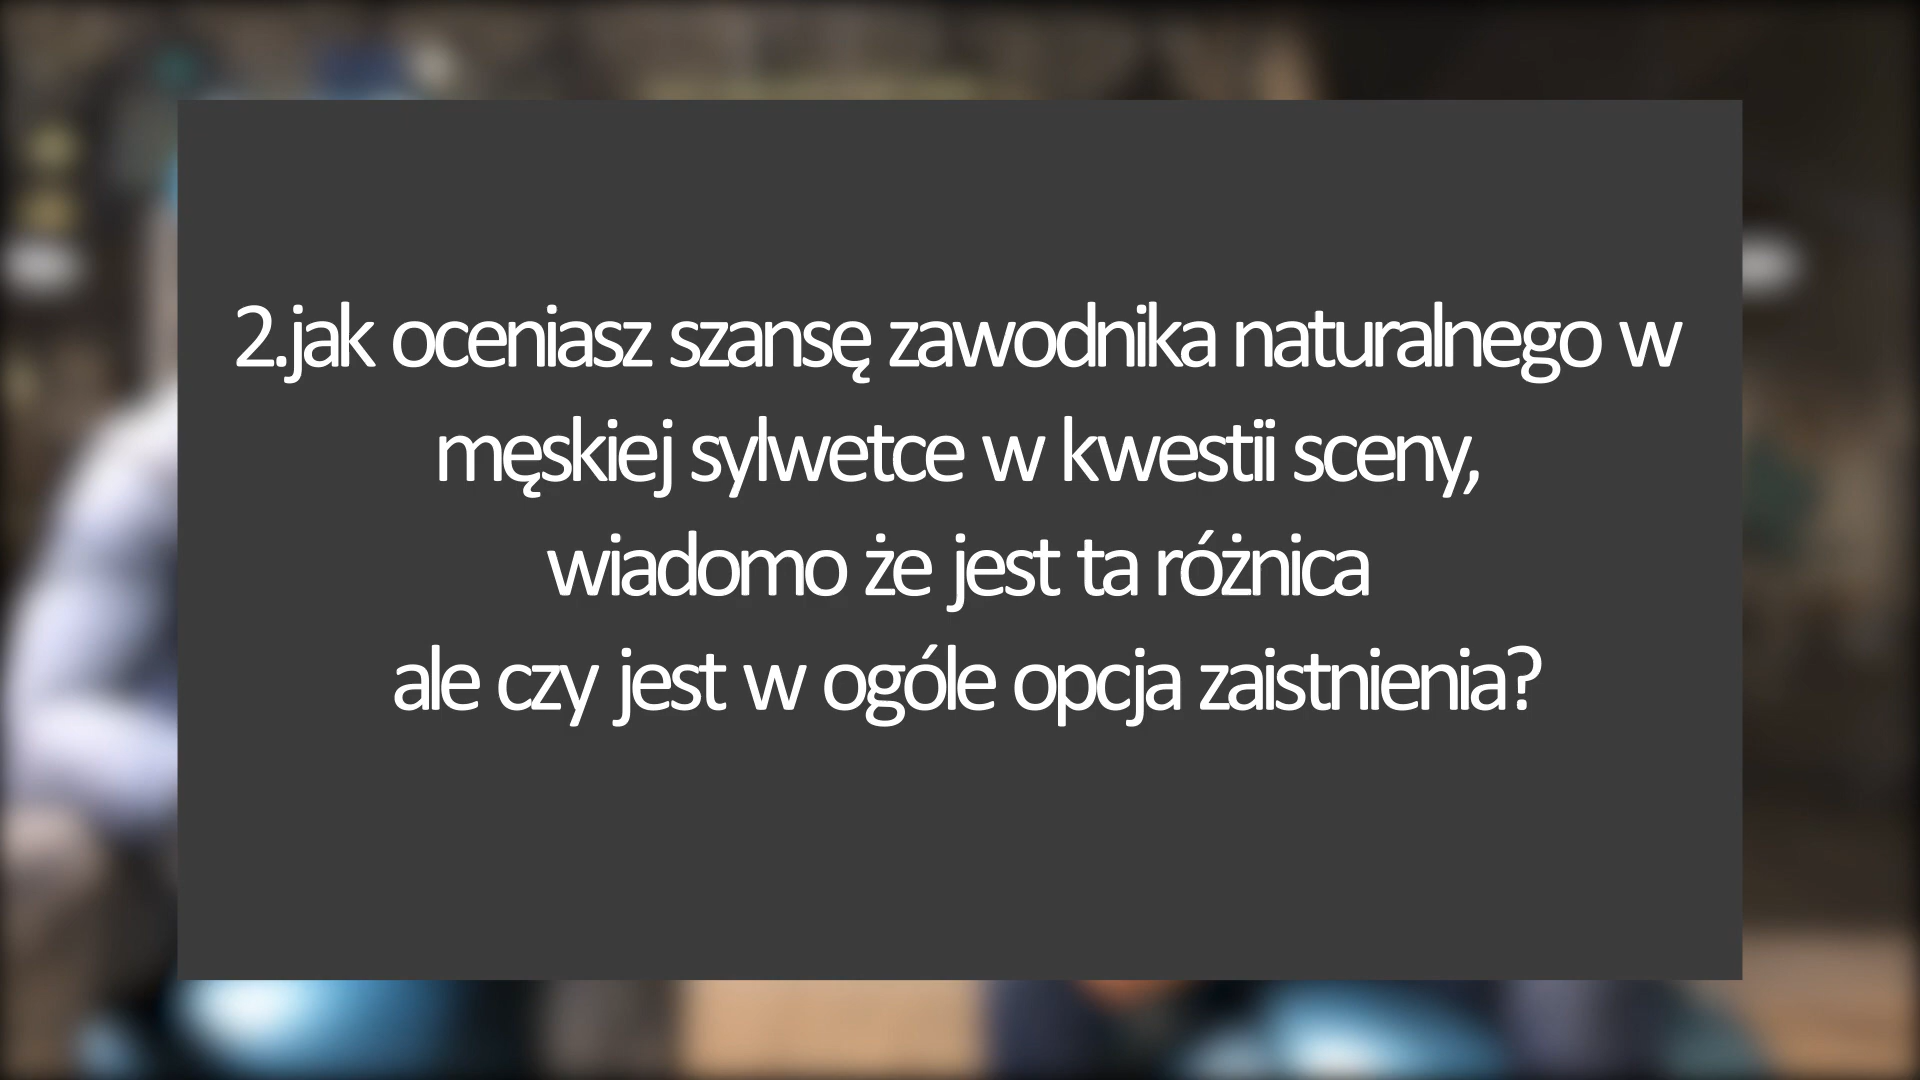 2.jak oceniasz szansę zawodnika naturalnego w
męskiej sylwetce w kwestii sceny,
wiadomo że jest ta różnica
ale czy jest w ogóle opcja zaistnienia?